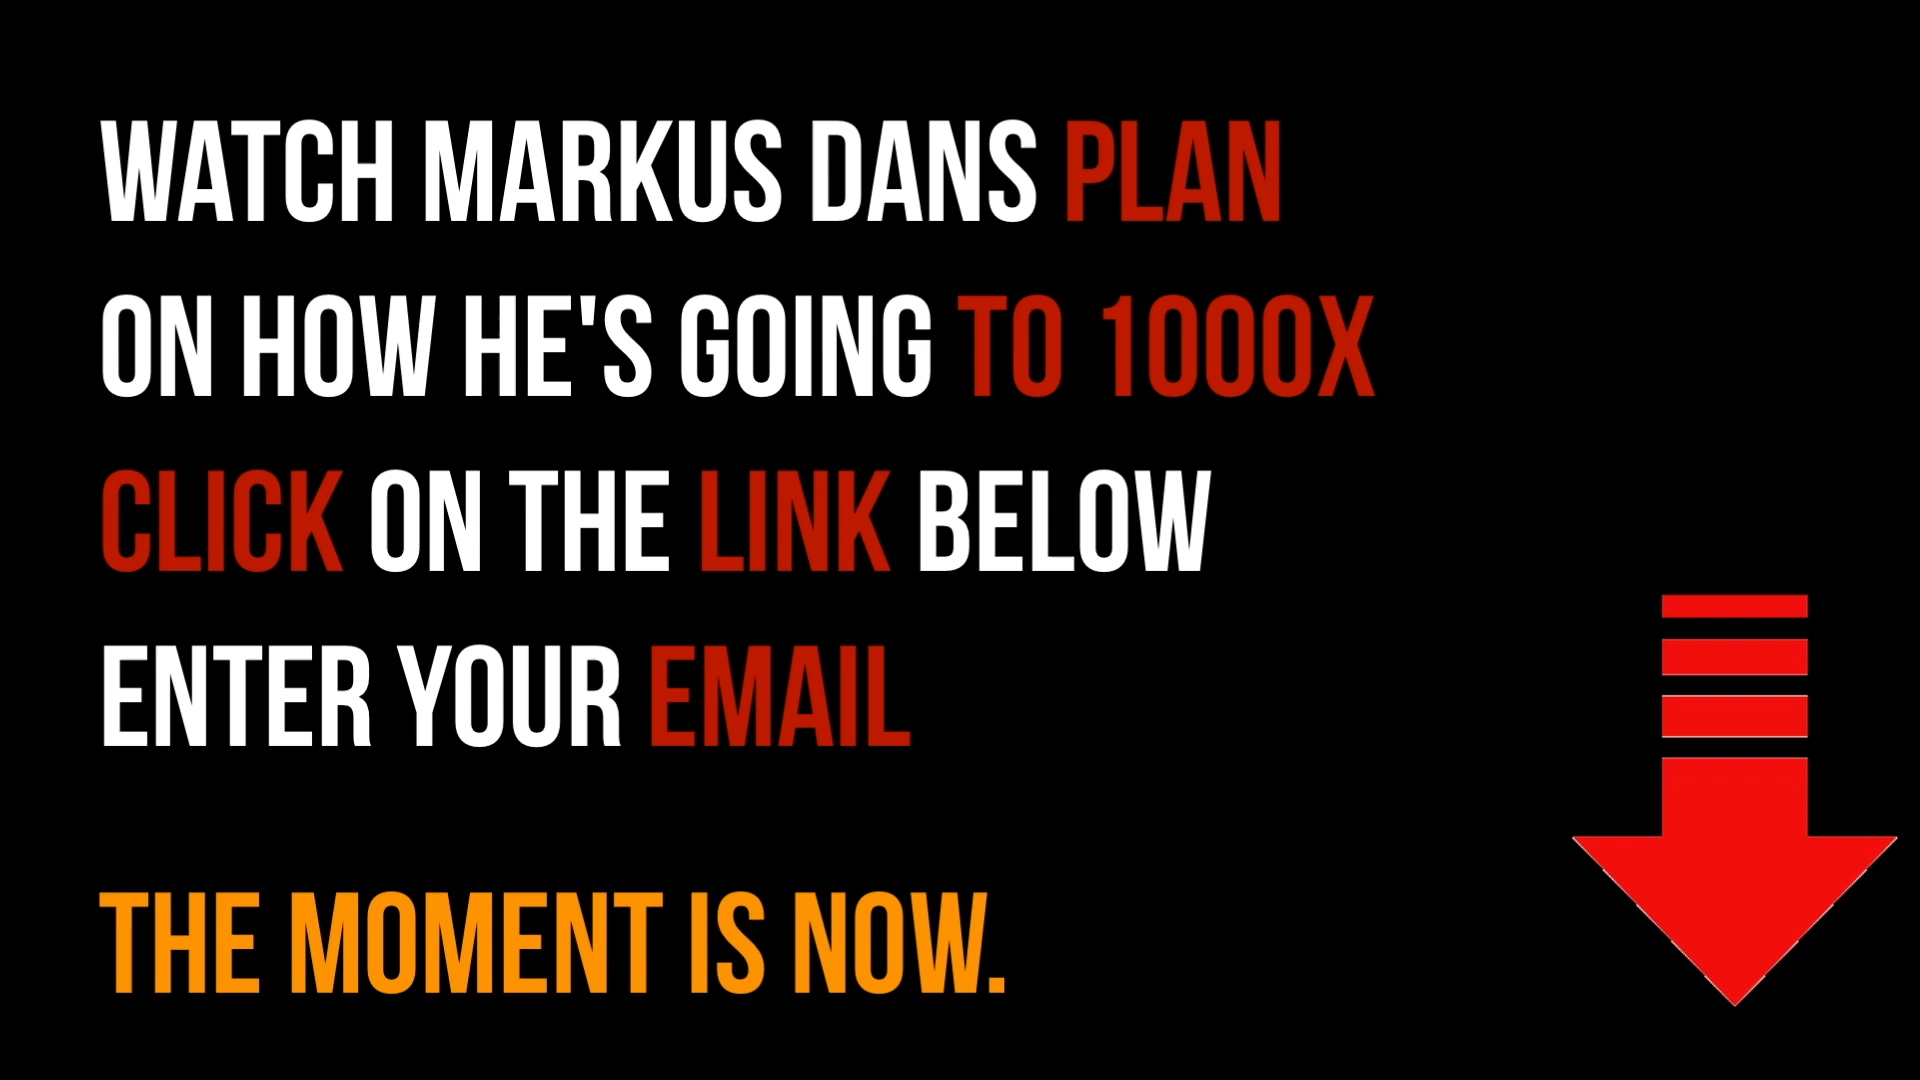 WATCH MARKUS DANS PLAN
ON HOW HE'S GOING TO 1000X
CLICK ON THE LINK BELOW
ENTER YOUR EMAIL
THE MOMENT IS NOW.